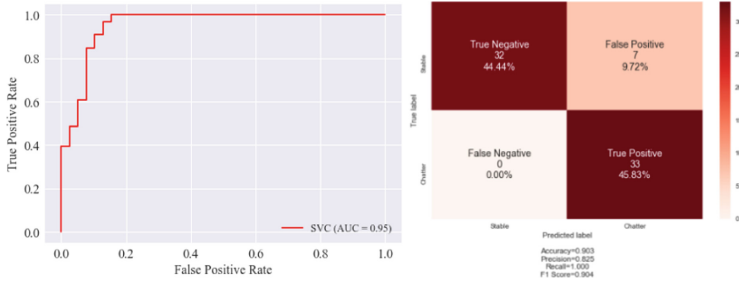 1.0
0.8
0.6
0.4
0.2
0.0
True Positive Rate
SVC (AUC = 0.95)
0.0 0.2 0.4 0.6 0.8 1.0
False Positive Rate
True Negative
32
44.44%
False Positive
7
9.72%
False Negative
0
0.00%
True Positive
33
45.83%
Stable
Chatter
True label
Stable Chatter
Predicted label
Accuracy=0.903
Precision=0.825
Recall=1.000
F1 Score=0.904